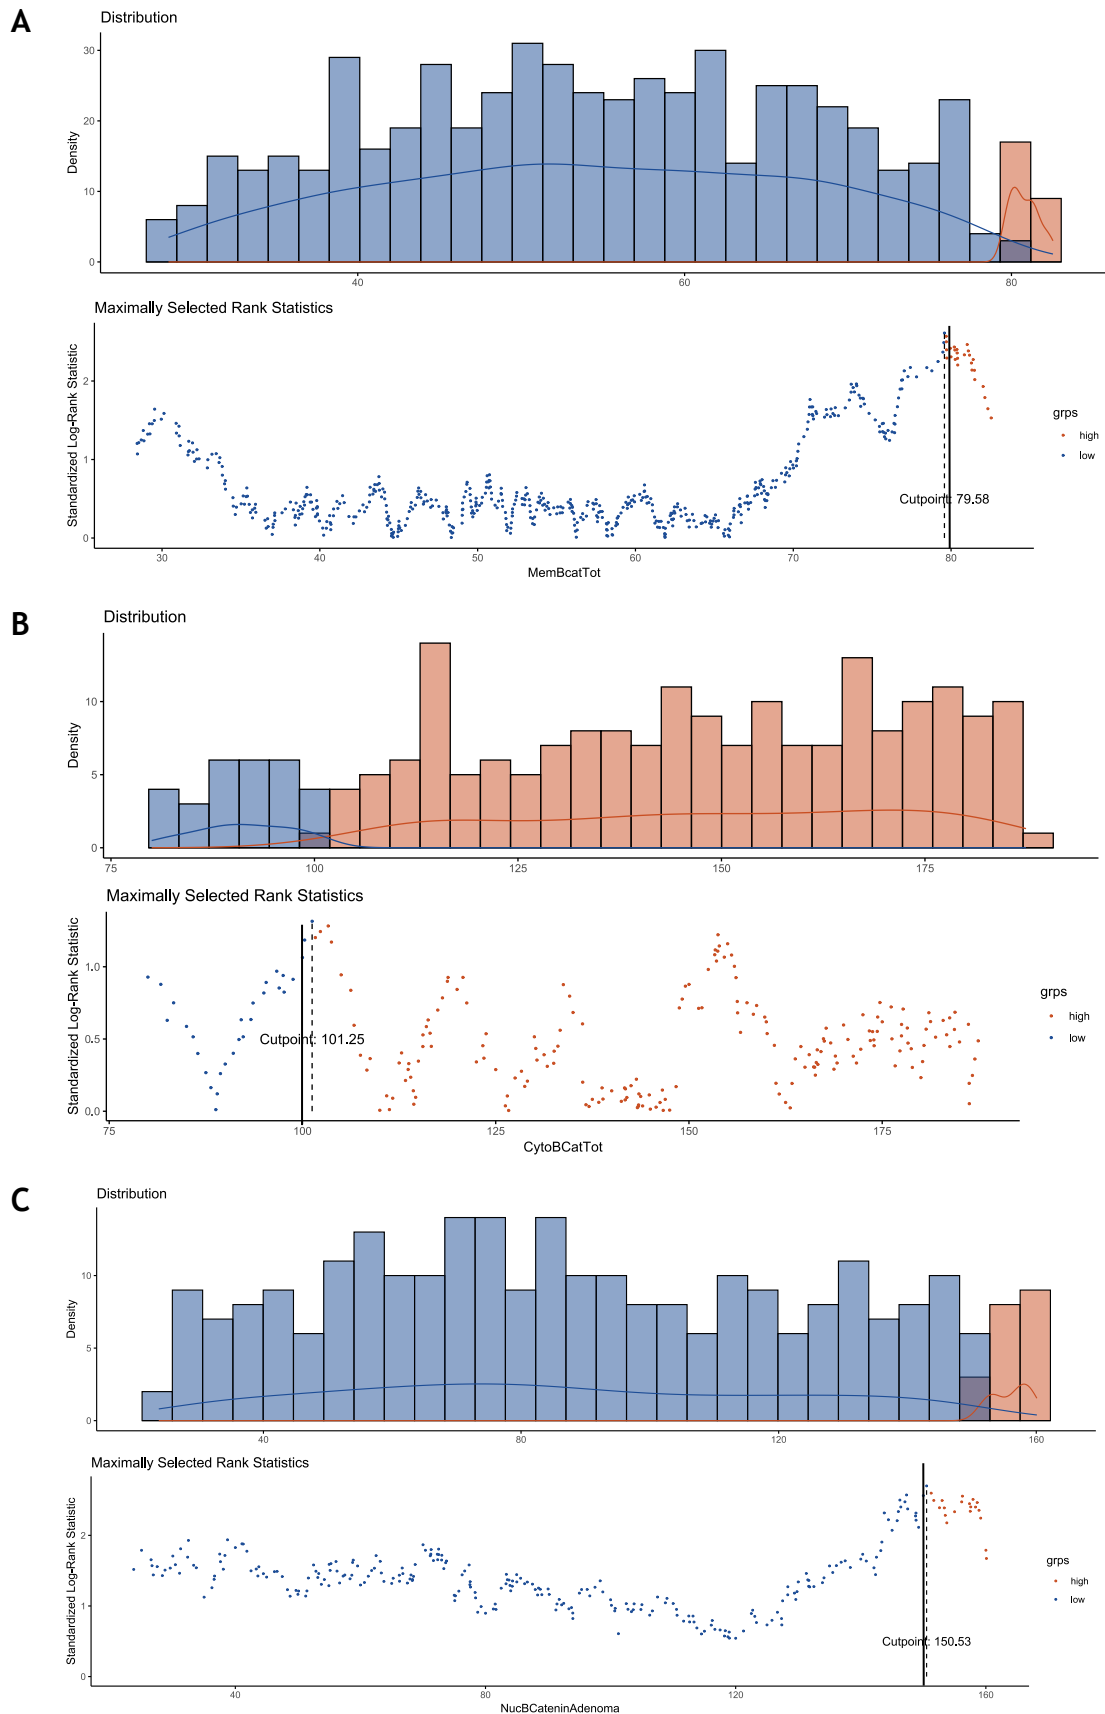 A
Distribution
Density
30
20
10
0
40
60
80
Maximally Selected Rank Statistics
Standardized Log-Rank Statistic
2
1
0
Cutpoint: 79.58
30
40
50
60
70
80
MemBcatTot
grps
high
low
B
Distribution
Density
10
5
0
75
100
125
150
175
Maximally Selected Rank Statistics
Standardized Log-Rank Statistic
1.0
0.5
0.0
Cutpoint: 101.25
75
100
125
150
175
CytoBCatTot
grps
high
low
C
Distribution
Density
10
5
0
40
80
120
160
Maximally Selected Rank Statistics
Standardized Log-Rank Statistic
2
1
0
Cutpoint: 150.53
40
80
120
160
NucBCateninAdenoma
grps
high
low